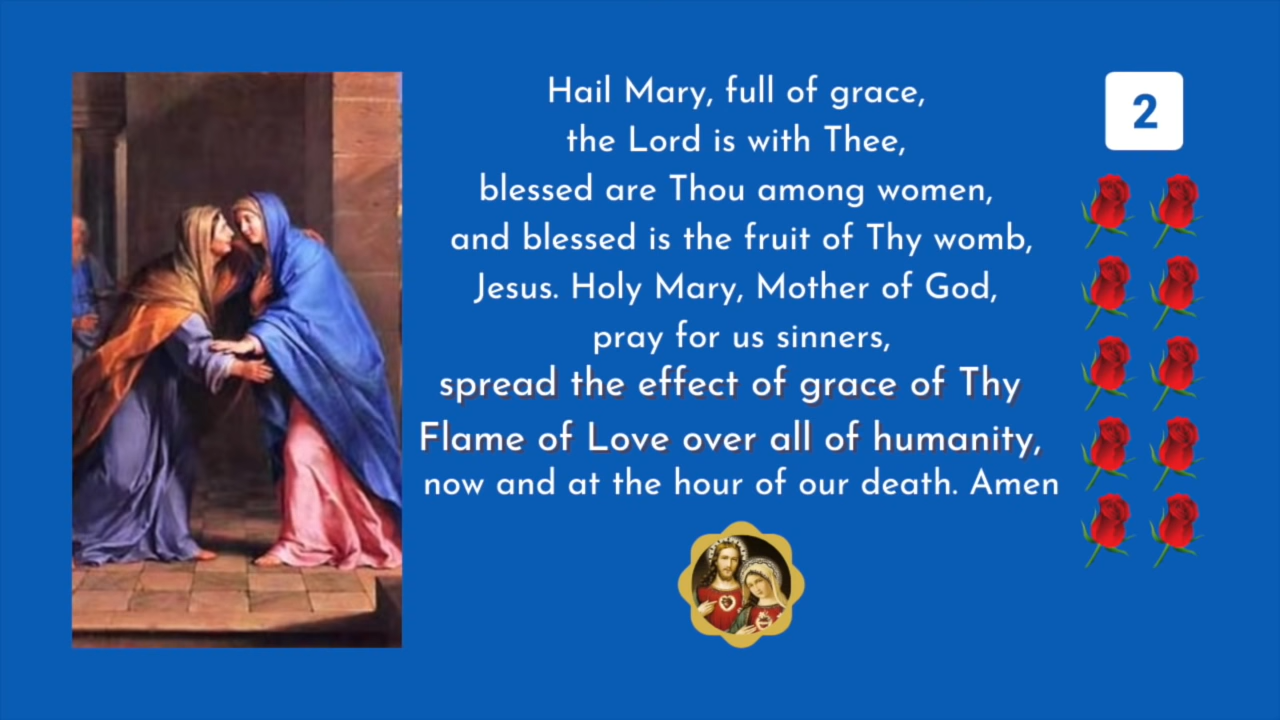 Hail Mary, full of grace,
the Lord is with Thee,
blessed are Thou among women,
and blessed is the fruit of Thy womb,
Jesus. Holy Mary, Mother of God,
pray for us sinners,
spread the effect of grace of Thy
Flame of Love over all of humanity,
now and at the hour of our death. Amen
2